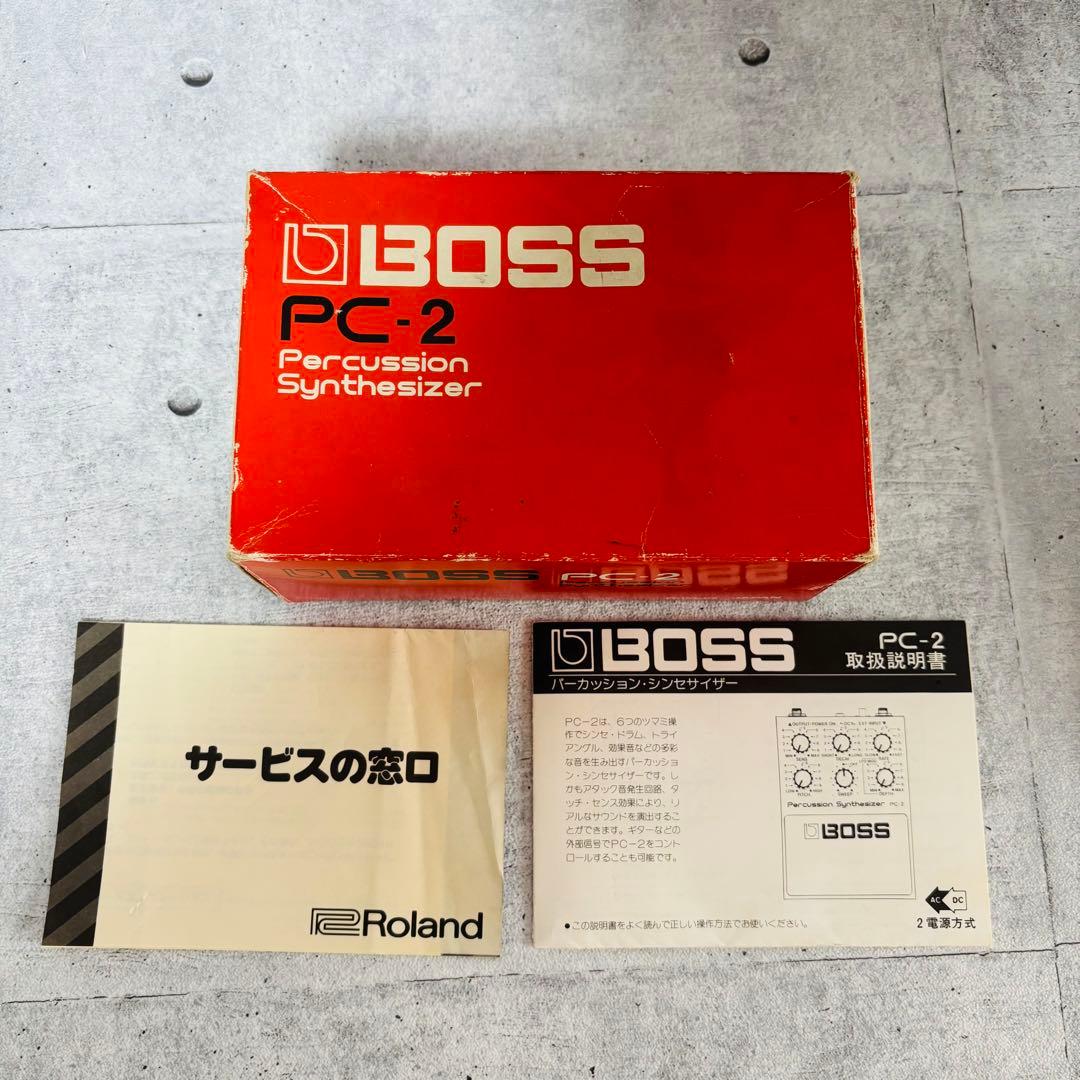 BOSS
PC-2
Percussion
Synthesizer
BOSS PC-2
サービスの窓口
Roland
BOSS
PC-2
取扱説明書
パーカッション・シンセサイザー
PC-2は、6つのツマミ操
作でシンセ・ドラム、トライ
アングル、効果音などの多彩
な音を生み出すパーカッショ
ン・シンセサイザーです。し
かもアタック音発生回路、タ
ッチ・センス効果により、リ
アルなサウンドを演出するこ
とができます。ギターなどの
外部信号でPC-2をコント
ロールすることも可能です。
SENS
DECAY
RATE
PITCH
SWEEP
DEPTH
Percussion Synthesizer PC-2
BOSS
AC DC
2電源方式
●この説明書をよく読んで正しい操作方法でお使いください。